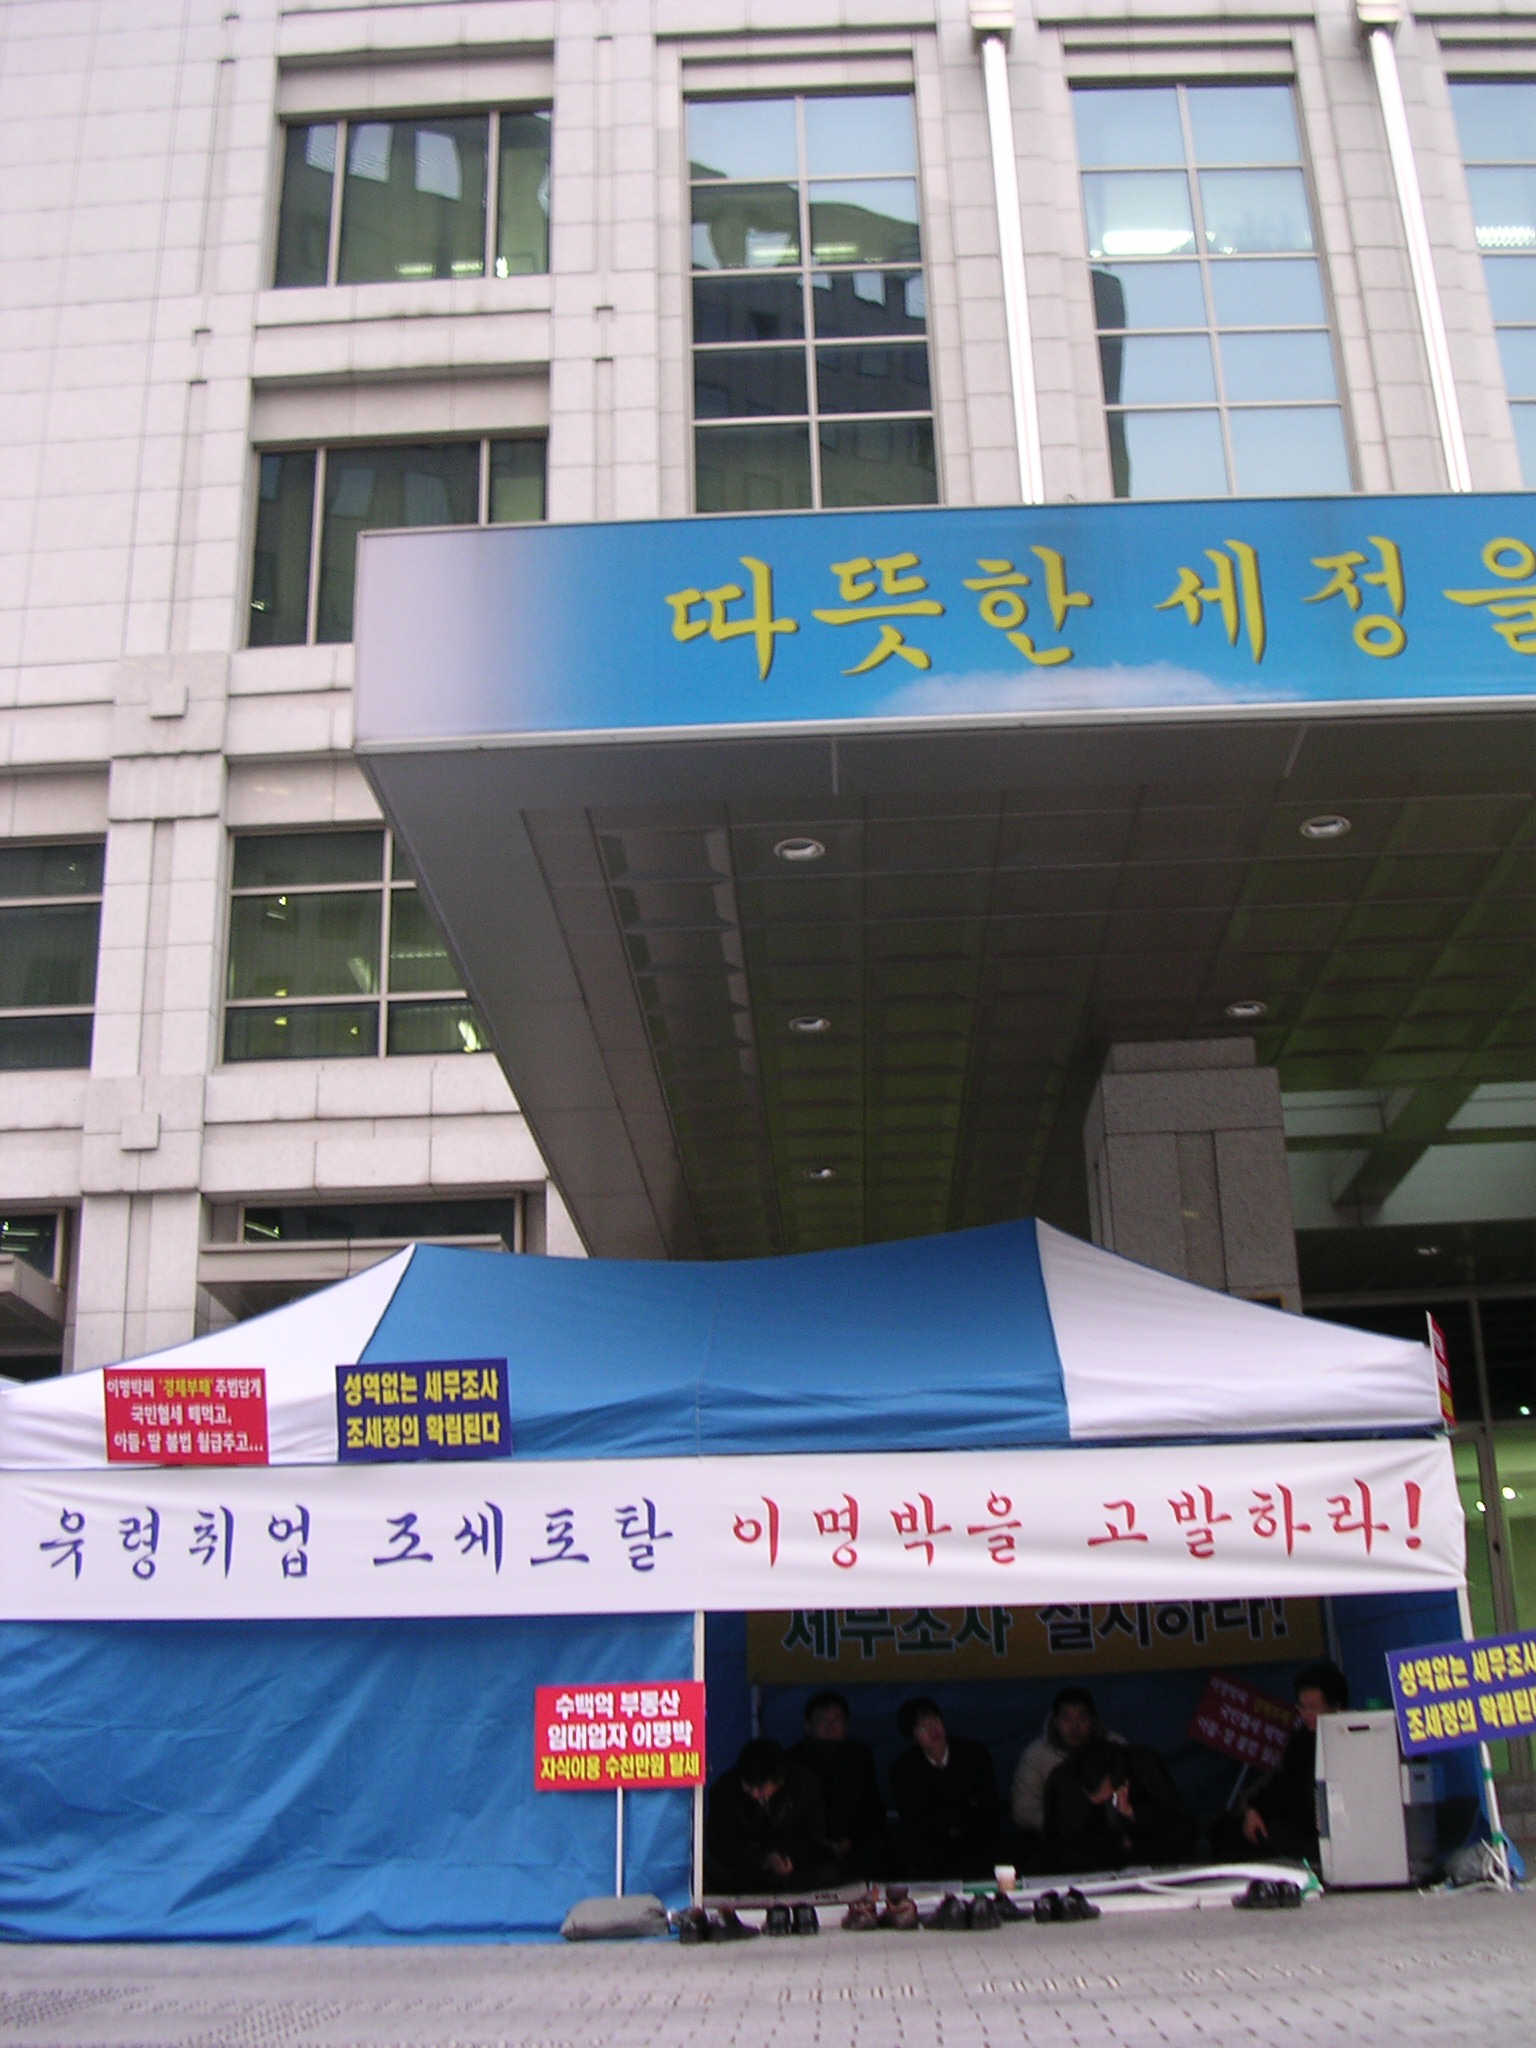 따뜻한 세정을
이명박씨 '경제부패' 주범답게
국민혈세 떼먹고,
아들·딸 불법 월급주고...
성역없는 세무조사
조세정의 확립된다
유령취업 조세포탈 이명박을 고발하라!
세무조사 실시하라!
수백억 부동산
임대업자 이명박
자식이용 수천만원 탈세
성역없는 세무조사
조세정의 확립된다